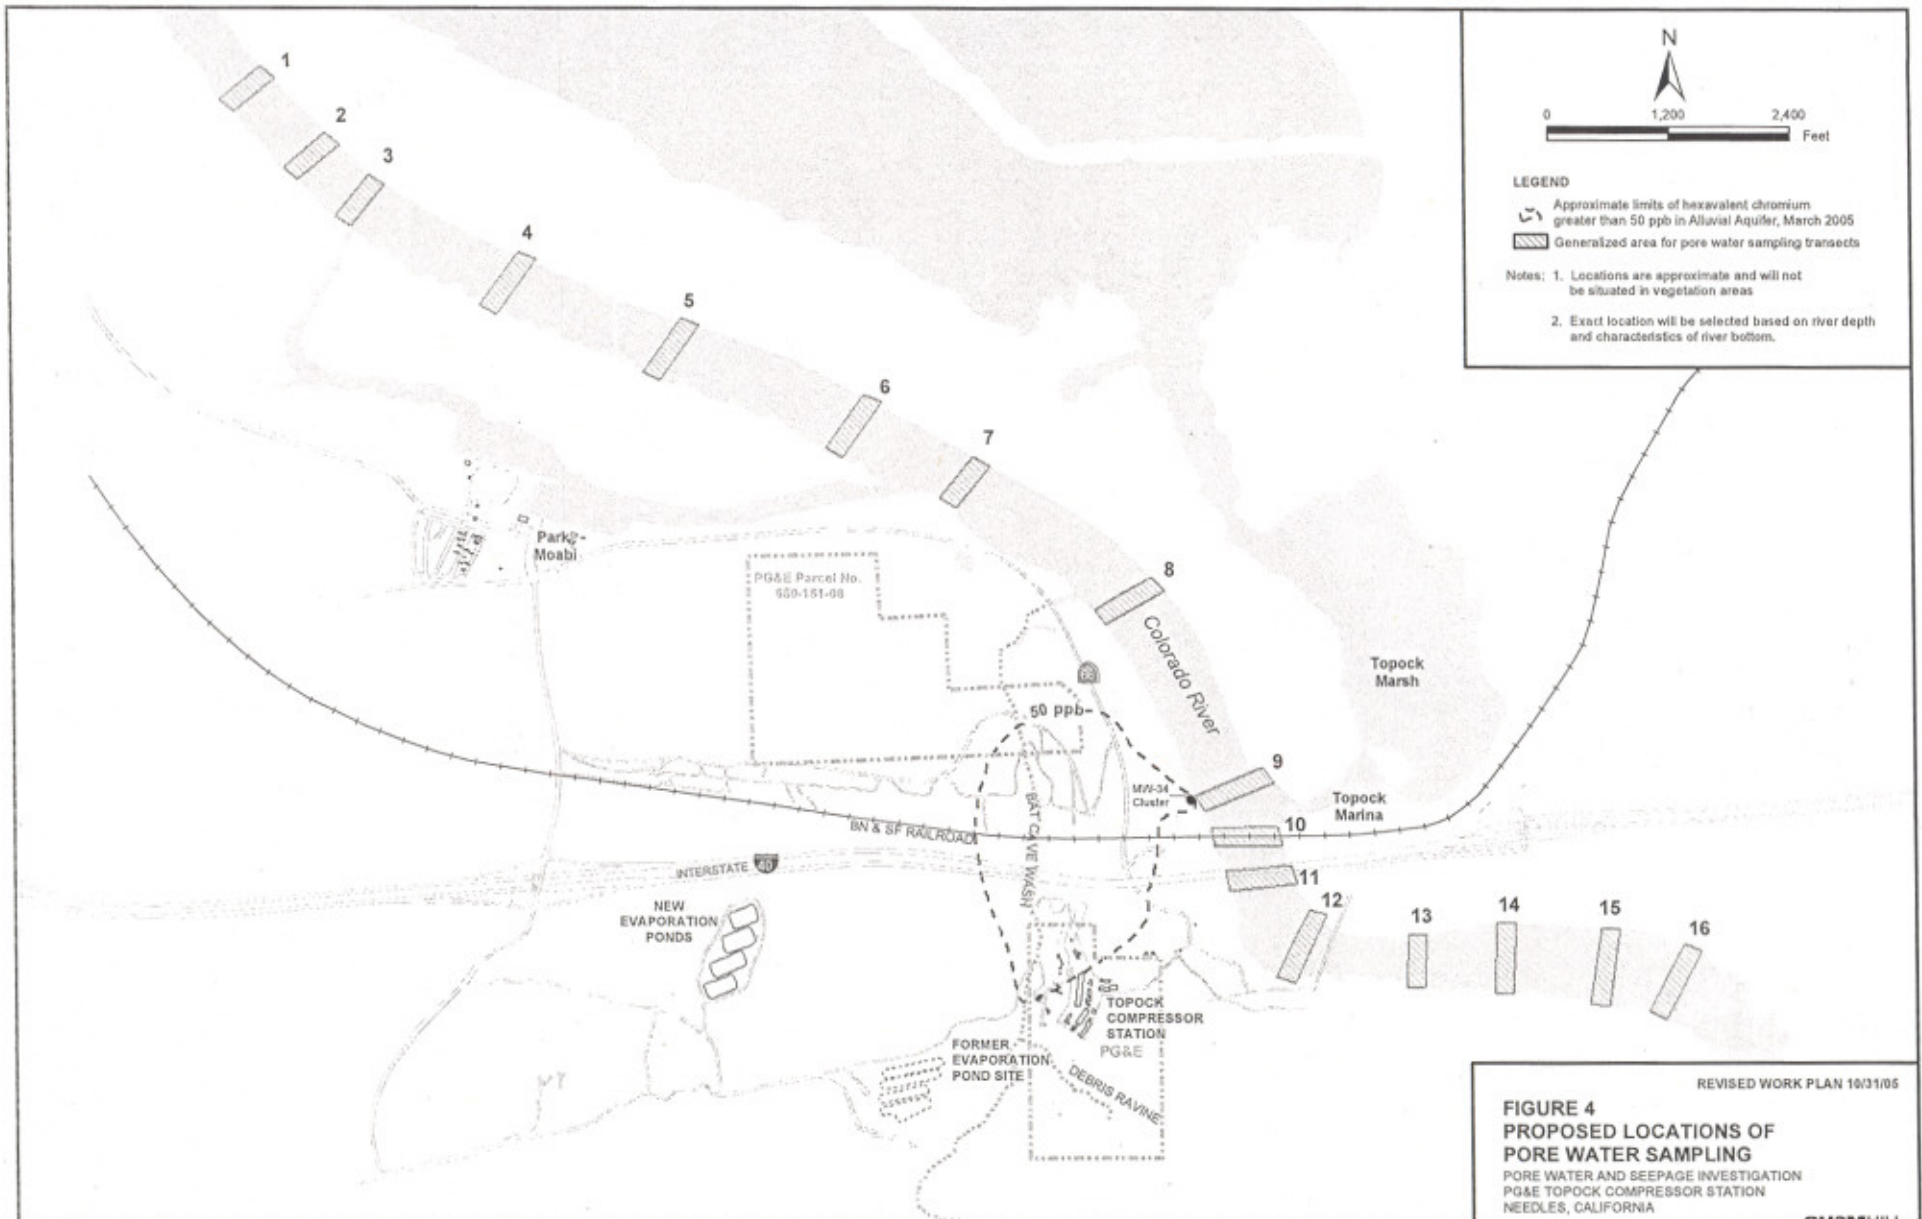 1
2
3
4
5
6
7
8
9
10
11
12
13
14
15
16
N
0 1,200 2,400
Feet
LEGEND
Approximate limits of hexavalent chromium
greater than 50 ppb in Alluvial Aquifer, March 2005
Generalized area for pore water sampling transects
Notes: 1. Locations are approximate and will not
be situated in vegetation areas
2. Exact location will be selected based on river depth
and characteristics of river bottom.
Park
Moabi
PG&E Parcel No.
Colorado River
Topock
Marsh
50 ppb
MW-34
Cluster
Topock
Marina
BAT CAVE WASH
BN & SF RAILROAD
INTERSTATE 40
NEW
EVAPORATION
PONDS
TOPOCK
COMPRESSOR
STATION
PG&E
FORMER
EVAPORATION
POND SITE
DEBRIS RAVINE
REVISED WORK PLAN 10/31/05
FIGURE 4
PROPOSED LOCATIONS OF
PORE WATER SAMPLING
PORE WATER AND SEEPAGE INVESTIGATION
PG&E TOPOCK COMPRESSOR STATION
NEEDLES, CALIFORNIA